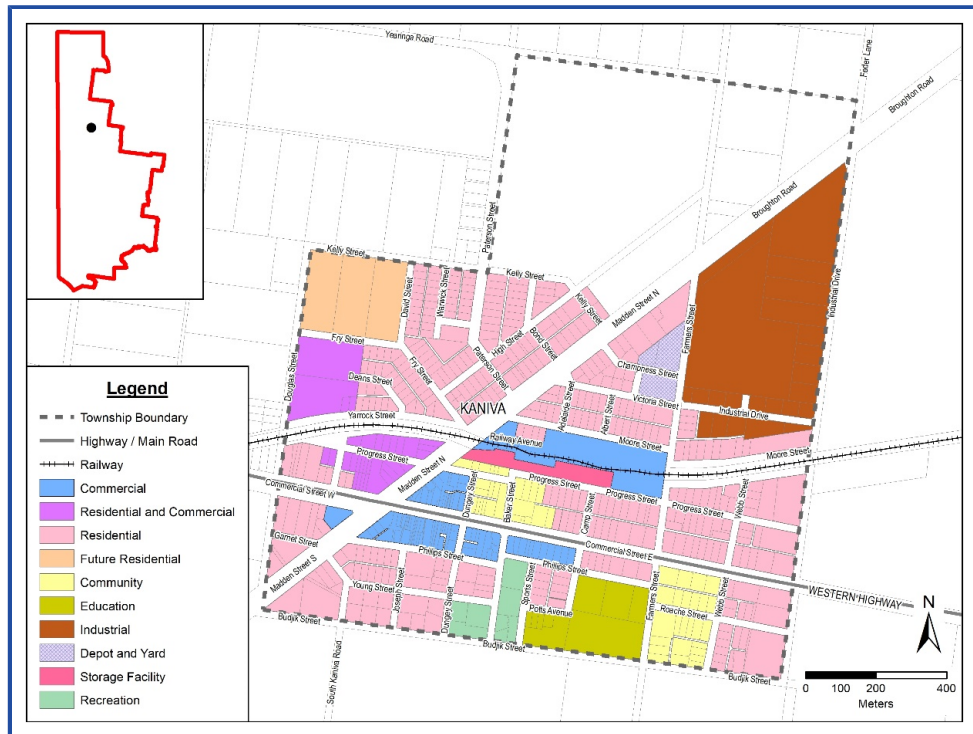 Yearinga Road
Feder Lane
Broughton Road
Broughton Road
Paterson Street
Kelly Street
Kelly Street
Kelly Street
David Street
Warwick Street
Madden Street N
Industrial Drive
Farmers Street
High Street
Bond Street
Fry Street
Fry Street
Paterson Street
Champness Street
Deans Street
Douglas Street
Victoria Street
Industrial Drive
KANIVA
Adelaide Street
Albert Street
Yarrock Street
Railway Avenue
Moore Street
Moore Street
Progress Street
Madden Street N
Progress Street
Progress Street
Progress Street
Commercial Street W
Dungey Street
Baker Street
Camp Street
Webb Street
Garnet Street
Commercial Street E
Phillips Street
Phillips Street
Madden Street S
Young Street
Joseph Street
Dungey Street
Sports Street
Potts Avenue
Farmers Street
Roache Street
Webb Street
WESTERN HIGHWAY
Budjik Street
Budjik Street
Budjik Street
South Kaniva Road
Legend
Township Boundary
Highway / Main Road
Railway
Commercial
Residential and Commercial
Residential
Future Residential
Community
Education
Industrial
Depot and Yard
Storage Facility
Recreation
N
0 100 200 400
Meters